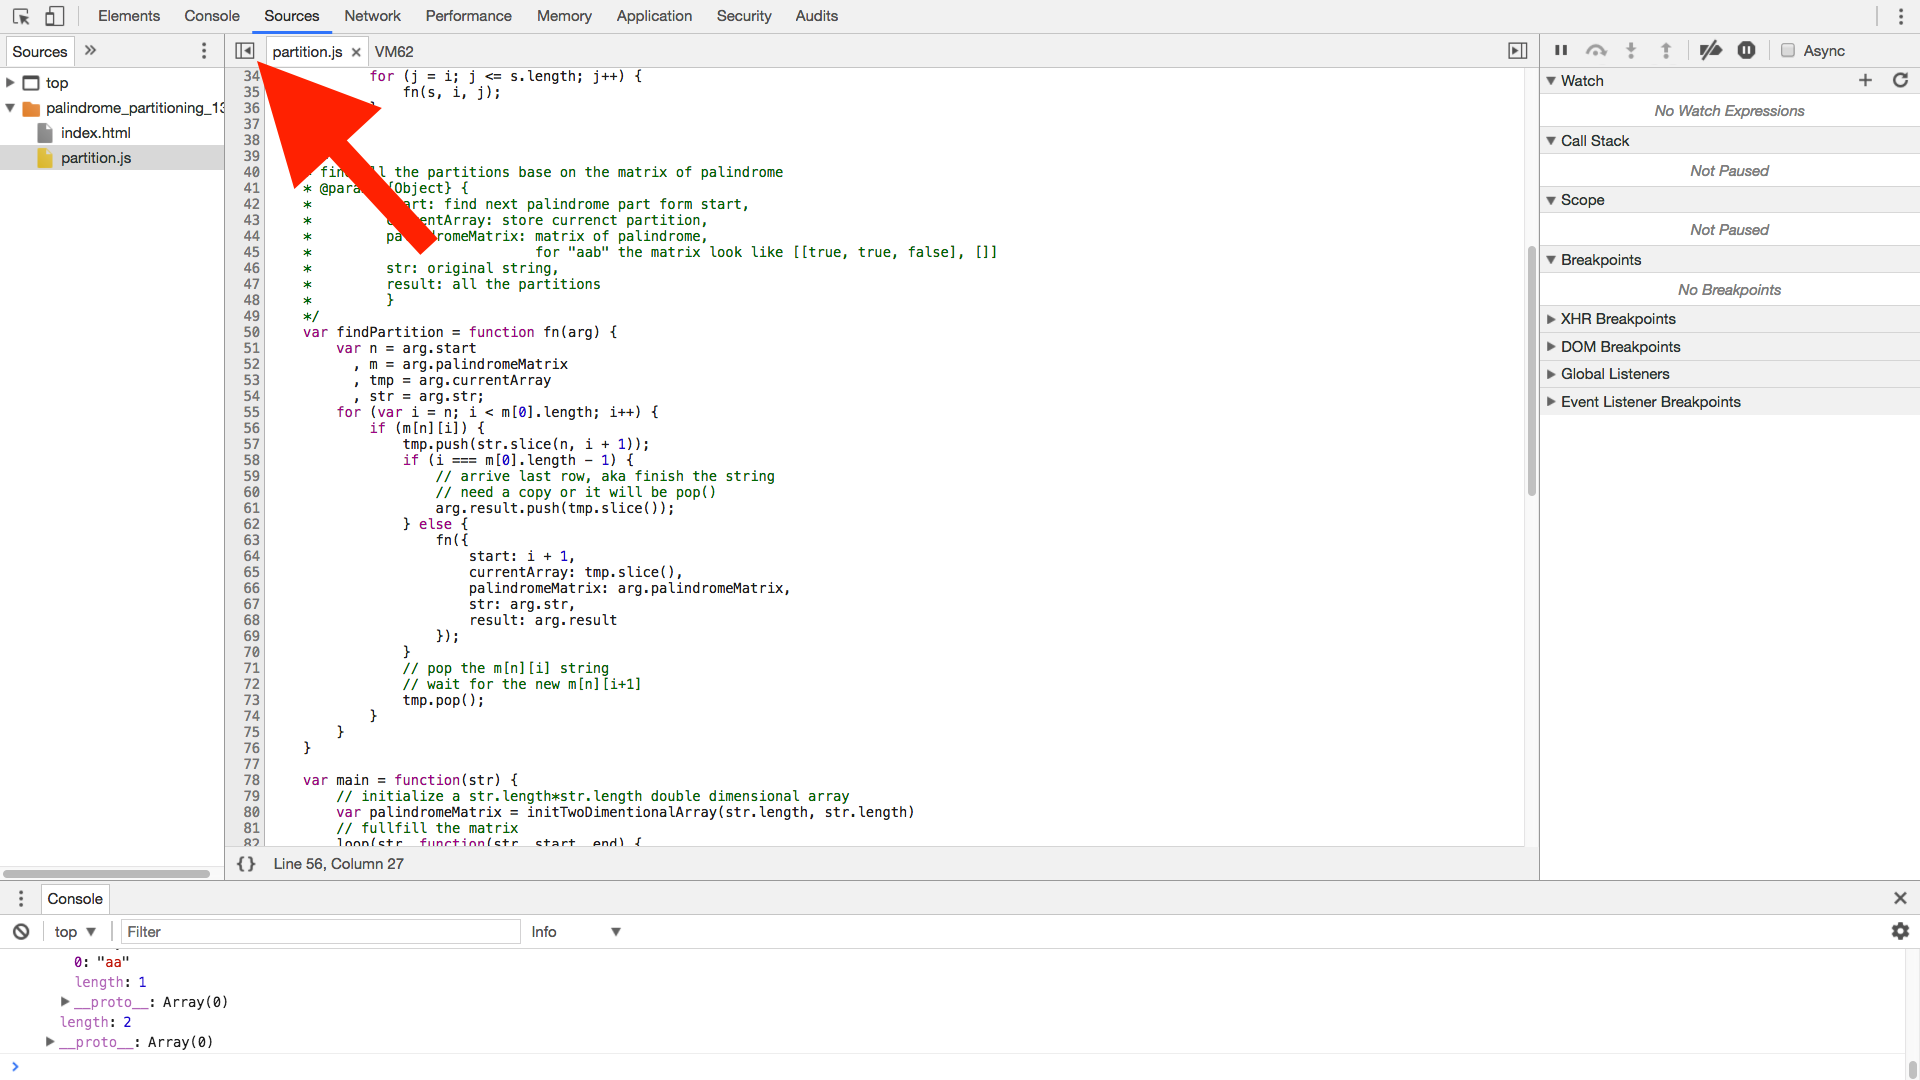 Elements Console Sources Network Performance Memory Application Security Audits
Sources » partition.js × VM62 Async
top
palindrome_partitioning_13
index.html
partition.js
34 for (j = i; j <= s.length; j++) {
35 fn(s, i, j);
36
37
38
39
40 the partitions base on the matrix of palindrome
41 * @para [Object} {
42 * art: find next palindrome part form start,
43 * entArray: store currenct partition,
44 * pa romeMatrix: matrix of palindrome,
45 * for "aab" the matrix look like [[true, true, false], []]
46 * str: original string,
47 * result: all the partitions
48 * }
49 */
50 var findPartition = function fn(arg) {
51 var n = arg.start
52 , m = arg.palindromeMatrix
53 , tmp = arg.currentArray
54 , str = arg.str;
55 for (var i = n; i < m[0].length; i++) {
56 if (m[n][i]) {
57 tmp.push(str.slice(n, i + 1));
58 if (i === m[0].length - 1) {
59 // arrive last row, aka finish the string
60 // need a copy or it will be pop()
61 arg.result.push(tmp.slice());
62 } else {
63 fn({
64 start: i + 1,
65 currentArray: tmp.slice(),
66 palindromeMatrix: arg.palindromeMatrix,
67 str: arg.str,
68 result: arg.result
69 });
70 }
71 // pop the m[n][i] string
72 // wait for the new m[n][i+1]
73 tmp.pop();
74 }
75 }
76 }
77
78 var main = function(str) {
79 // initialize a str.length*str.length double dimensional array
80 var palindromeMatrix = initTwoDimentionalArray(str.length, str.length)
81 // fullfill the matrix
82 loop(str, function(str, start, end) {
{} Line 56, Column 27
Watch
No Watch Expressions
Call Stack
Not Paused
Scope
Not Paused
Breakpoints
No Breakpoints
XHR Breakpoints
DOM Breakpoints
Global Listeners
Event Listener Breakpoints
Console
top Filter Info
0: "aa"
length: 1
__proto__: Array(0)
length: 2
__proto__: Array(0)